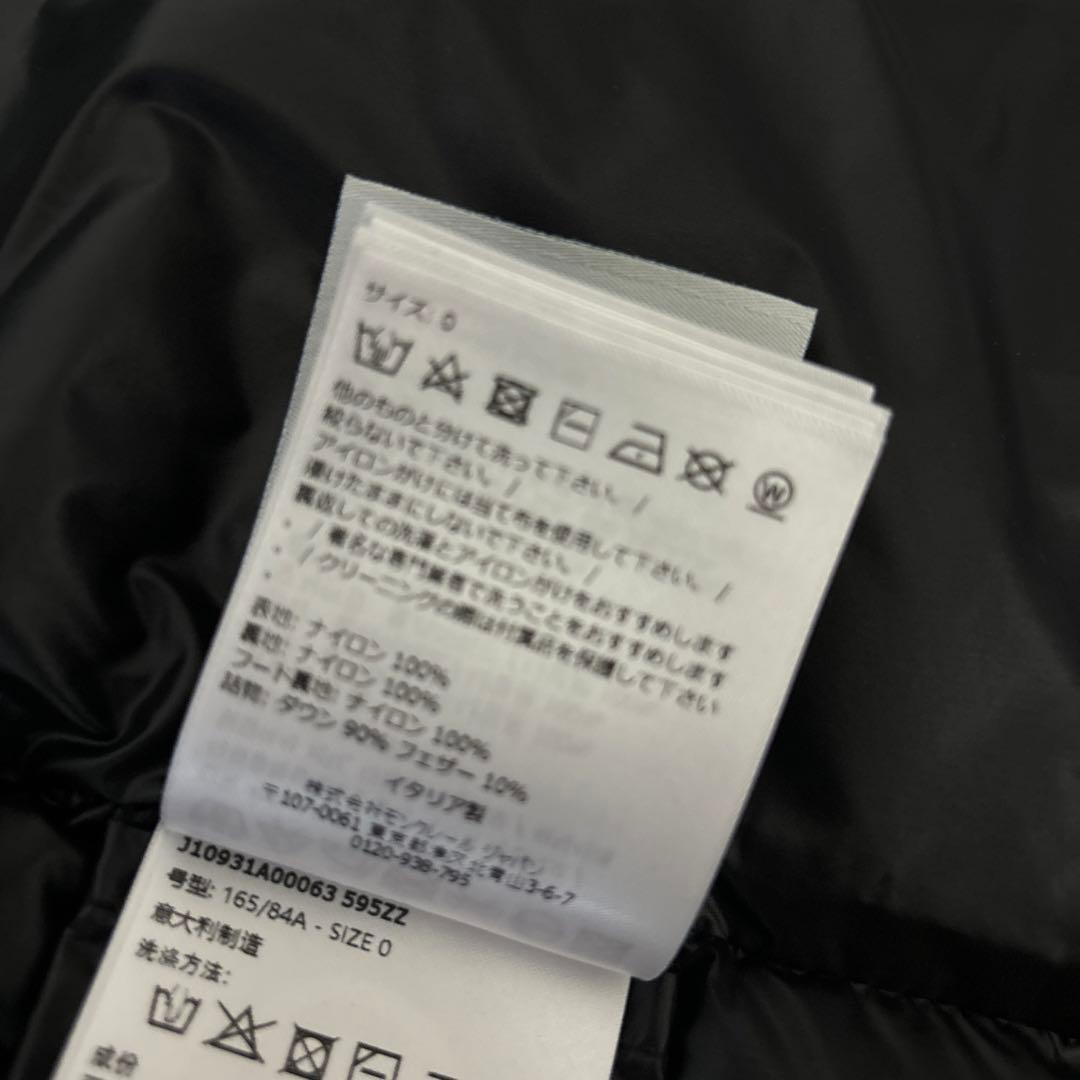 サイズ: 0
W
他のものと分けて洗って下さい。 /
絞らないで下さい。 /
アイロンがけには当て布を使用して下さい。 /
濡けたままにしないで下さい。 /
裏返しての洗濯とアイロンがけをおすすめします
。 / 著名な専門業者で洗うことをおすすめします
。 / クリーニングの際は付属品を保護して下さい
。
表地: ナイロン 100%
裏地: ナイロン 100%
フード裏地: ナイロン 100%
詰物: ダウン 90% フェザー 10%
イタリア製
株式会社モンクレール ジャパン
〒107-0061 東京都港区北青山3-6-7
0120-938-795
J10931A00063 595ZZ
号型: 165/84A - SIZE 0
意大利制造
洗涤方法:
成份